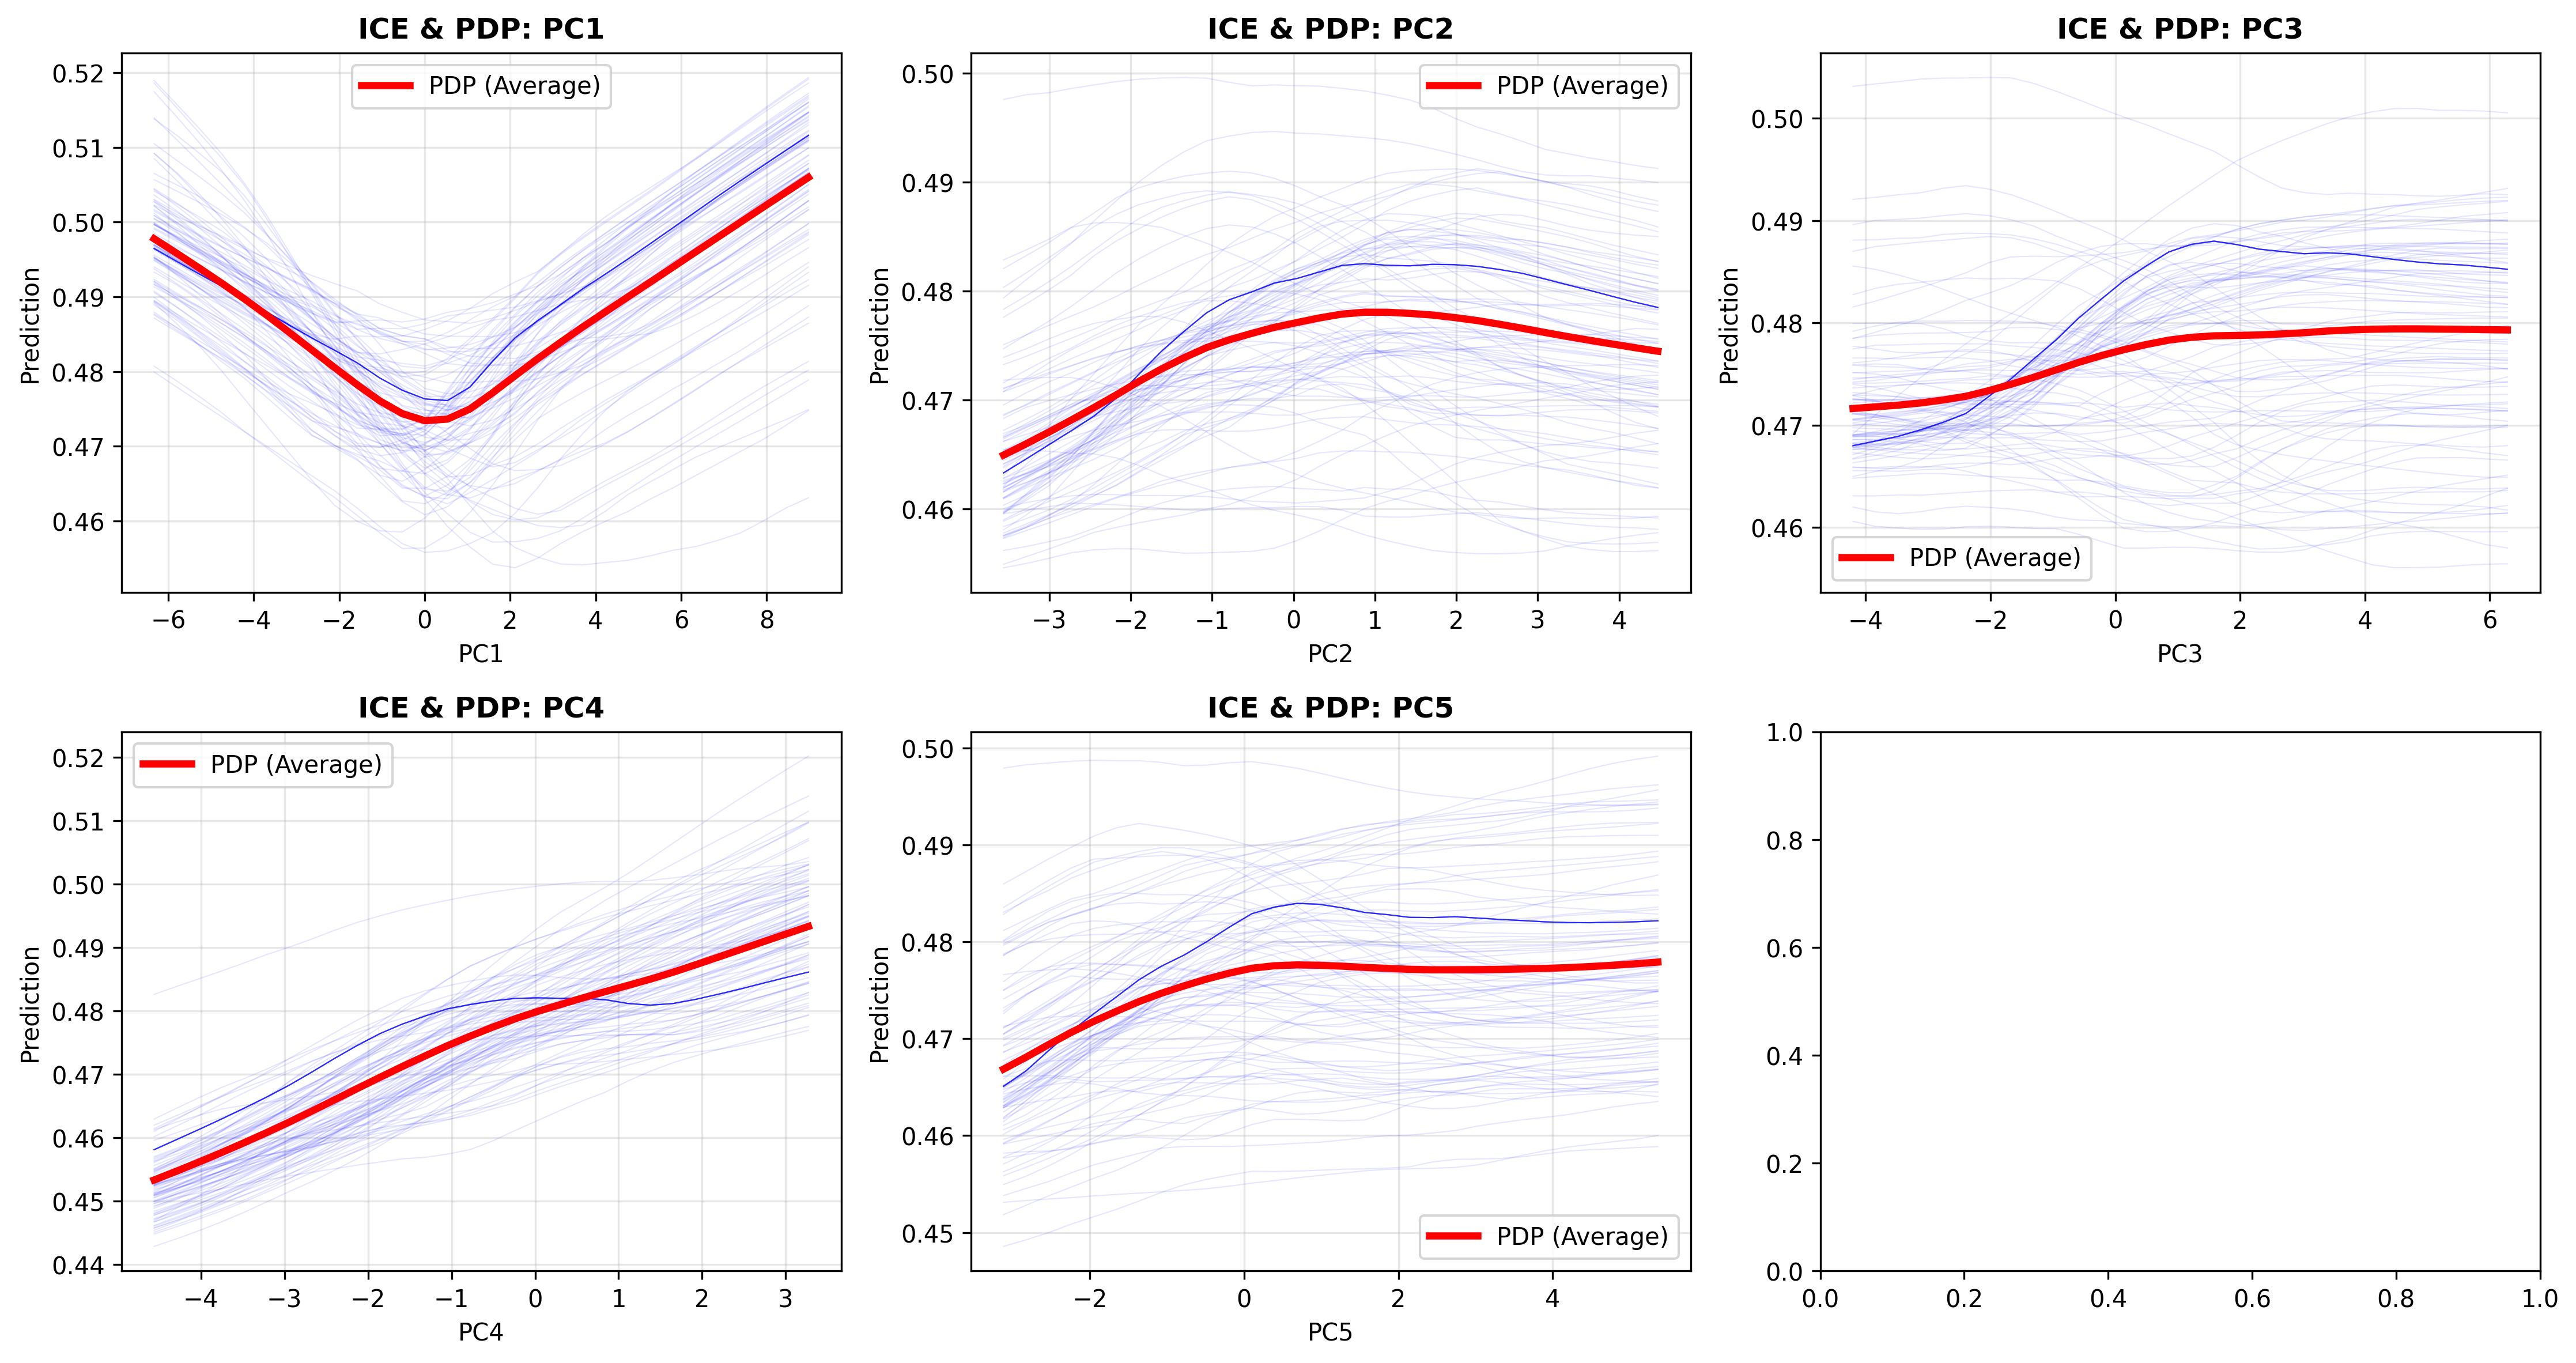 ICE & PDP: PC1
PDP (Average)
0.52
0.51
0.50
0.49
0.48
0.47
0.46
Prediction
−6 −4 −2 0 2 4 6 8
PC1
ICE & PDP: PC2
PDP (Average)
0.50
0.49
0.48
0.47
0.46
Prediction
−3 −2 −1 0 1 2 3 4
PC2
ICE & PDP: PC3
0.50
0.49
0.48
0.47
0.46
Prediction
PDP (Average)
−4 −2 0 2 4 6
PC3
ICE & PDP: PC4
PDP (Average)
0.52
0.51
0.50
0.49
0.48
0.47
0.46
0.45
0.44
Prediction
−4 −3 −2 −1 0 1 2 3
PC4
ICE & PDP: PC5
0.50
0.49
0.48
0.47
0.46
0.45
Prediction
PDP (Average)
−2 0 2 4
PC5
1.0
0.8
0.6
0.4
0.2
0.0
0.0 0.2 0.4 0.6 0.8 1.0